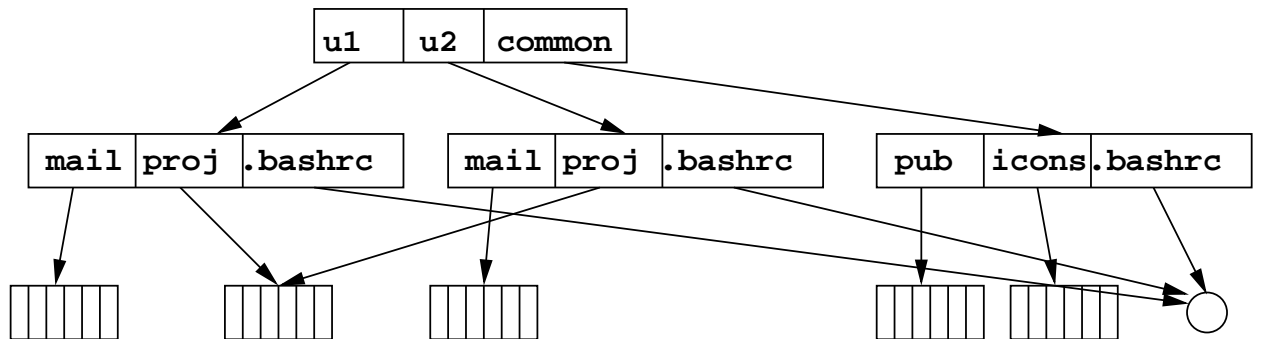 u1 u2 common
mail proj .bashrc mail proj .bashrc pub icons .bashrc